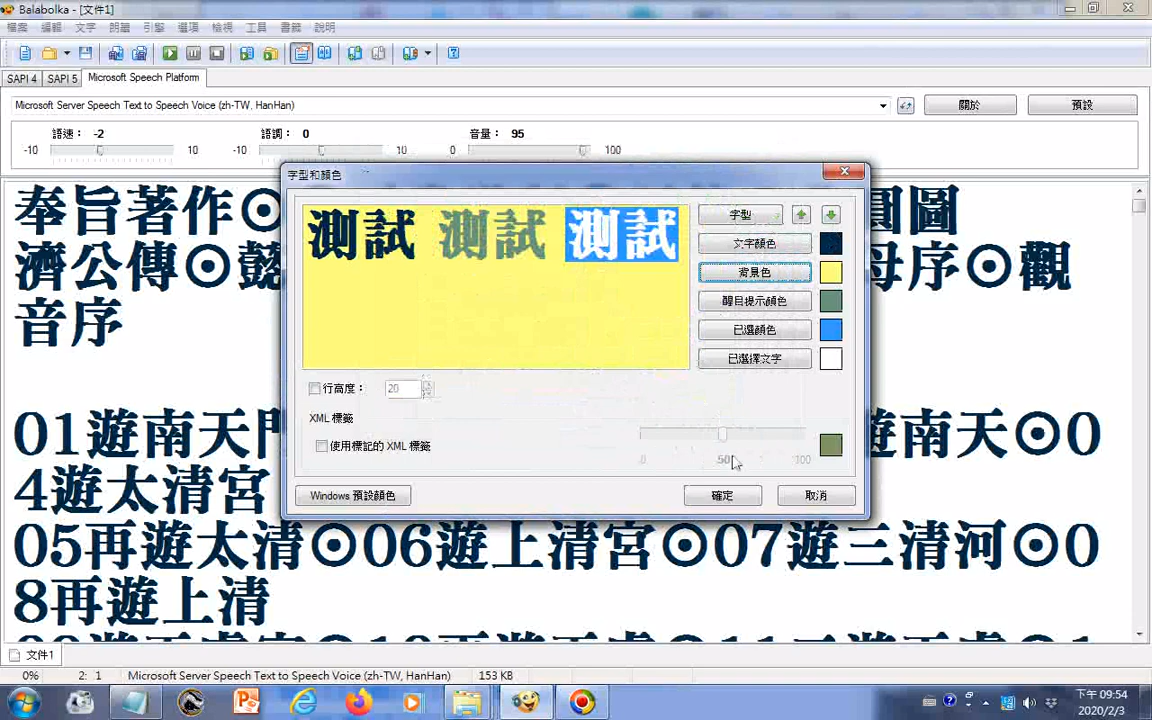 Balabolka - [文件1]
檔案 編輯 文字 朗讀 引擎 選項 檢視 工具 書籤 說明
SAPI 4 SAPI 5 Microsoft Speech Platform
Microsoft Server Speech Text to Speech Voice (zh-TW, HanHan)
關於 預設
語速： -2 語調： 0 音量： 95
-10 10 -10 10 0 100
字型和顏色
測試 測試 測試
字型
文字顏色
背景色
醒目提示顏色
已選顏色
已選擇文字
行高度： 20
XML 標籤
使用標記的 XML 標籤
0 50 100
Windows 預設顏色 確定 取消
奉旨著作⊙ 圓圖
濟公傳⊙懿 母序⊙觀
音序
01遊南天門 遊南天⊙0
4遊太清宮
05再遊太清⊙06遊上清宮⊙07遊三清河⊙0
8再遊上清
文件1
0% 2: 1 Microsoft Server Speech Text to Speech Voice (zh-TW, HanHan) 153 KB
下午 09:54
2020/2/3